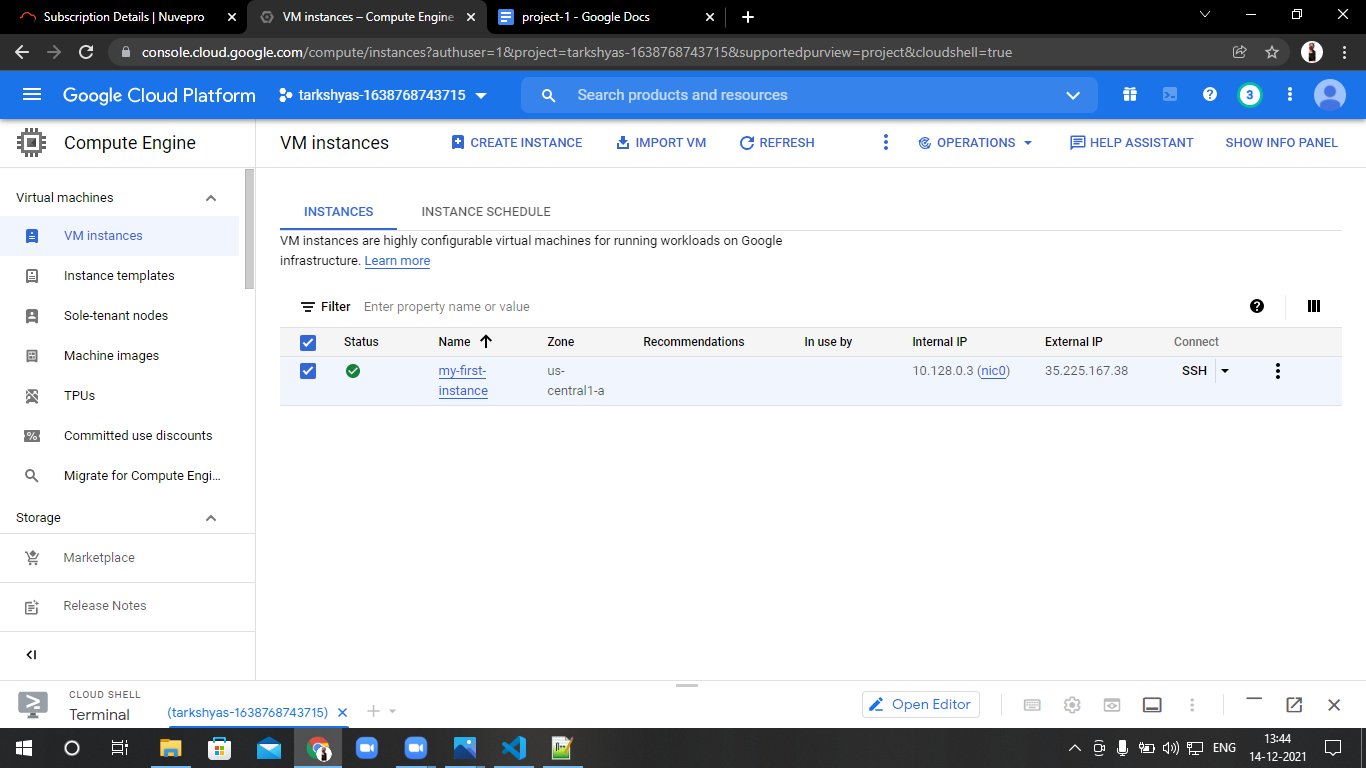 Subscription Details | Nuvepro
VM instances – Compute Engine
project-1 - Google Docs
console.cloud.google.com/compute/instances?authuser=1&project=tarkshyas-1638768743715&supportedpurview=project&cloudshell=true
Google Cloud Platform
tarkshyas-1638768743715
Search products and resources
3
Compute Engine
VM instances
CREATE INSTANCE
IMPORT VM
REFRESH
OPERATIONS
HELP ASSISTANT
SHOW INFO PANEL
Virtual machines
VM instances
Instance templates
Sole-tenant nodes
Machine images
TPUs
Committed use discounts
Migrate for Compute Engi...
Storage
Marketplace
Release Notes
INSTANCES
INSTANCE SCHEDULE
VM instances are highly configurable virtual machines for running workloads on Google
infrastructure. Learn more
Filter Enter property name or value
Status Name Zone Recommendations In use by Internal IP External IP Connect
my-first- us- 10.128.0.3 (nic0) 35.225.167.38 SSH
instance central1-a
CLOUD SHELL
Terminal
(tarkshyas-1638768743715)
Open Editor
ENG
13:44
14-12-2021